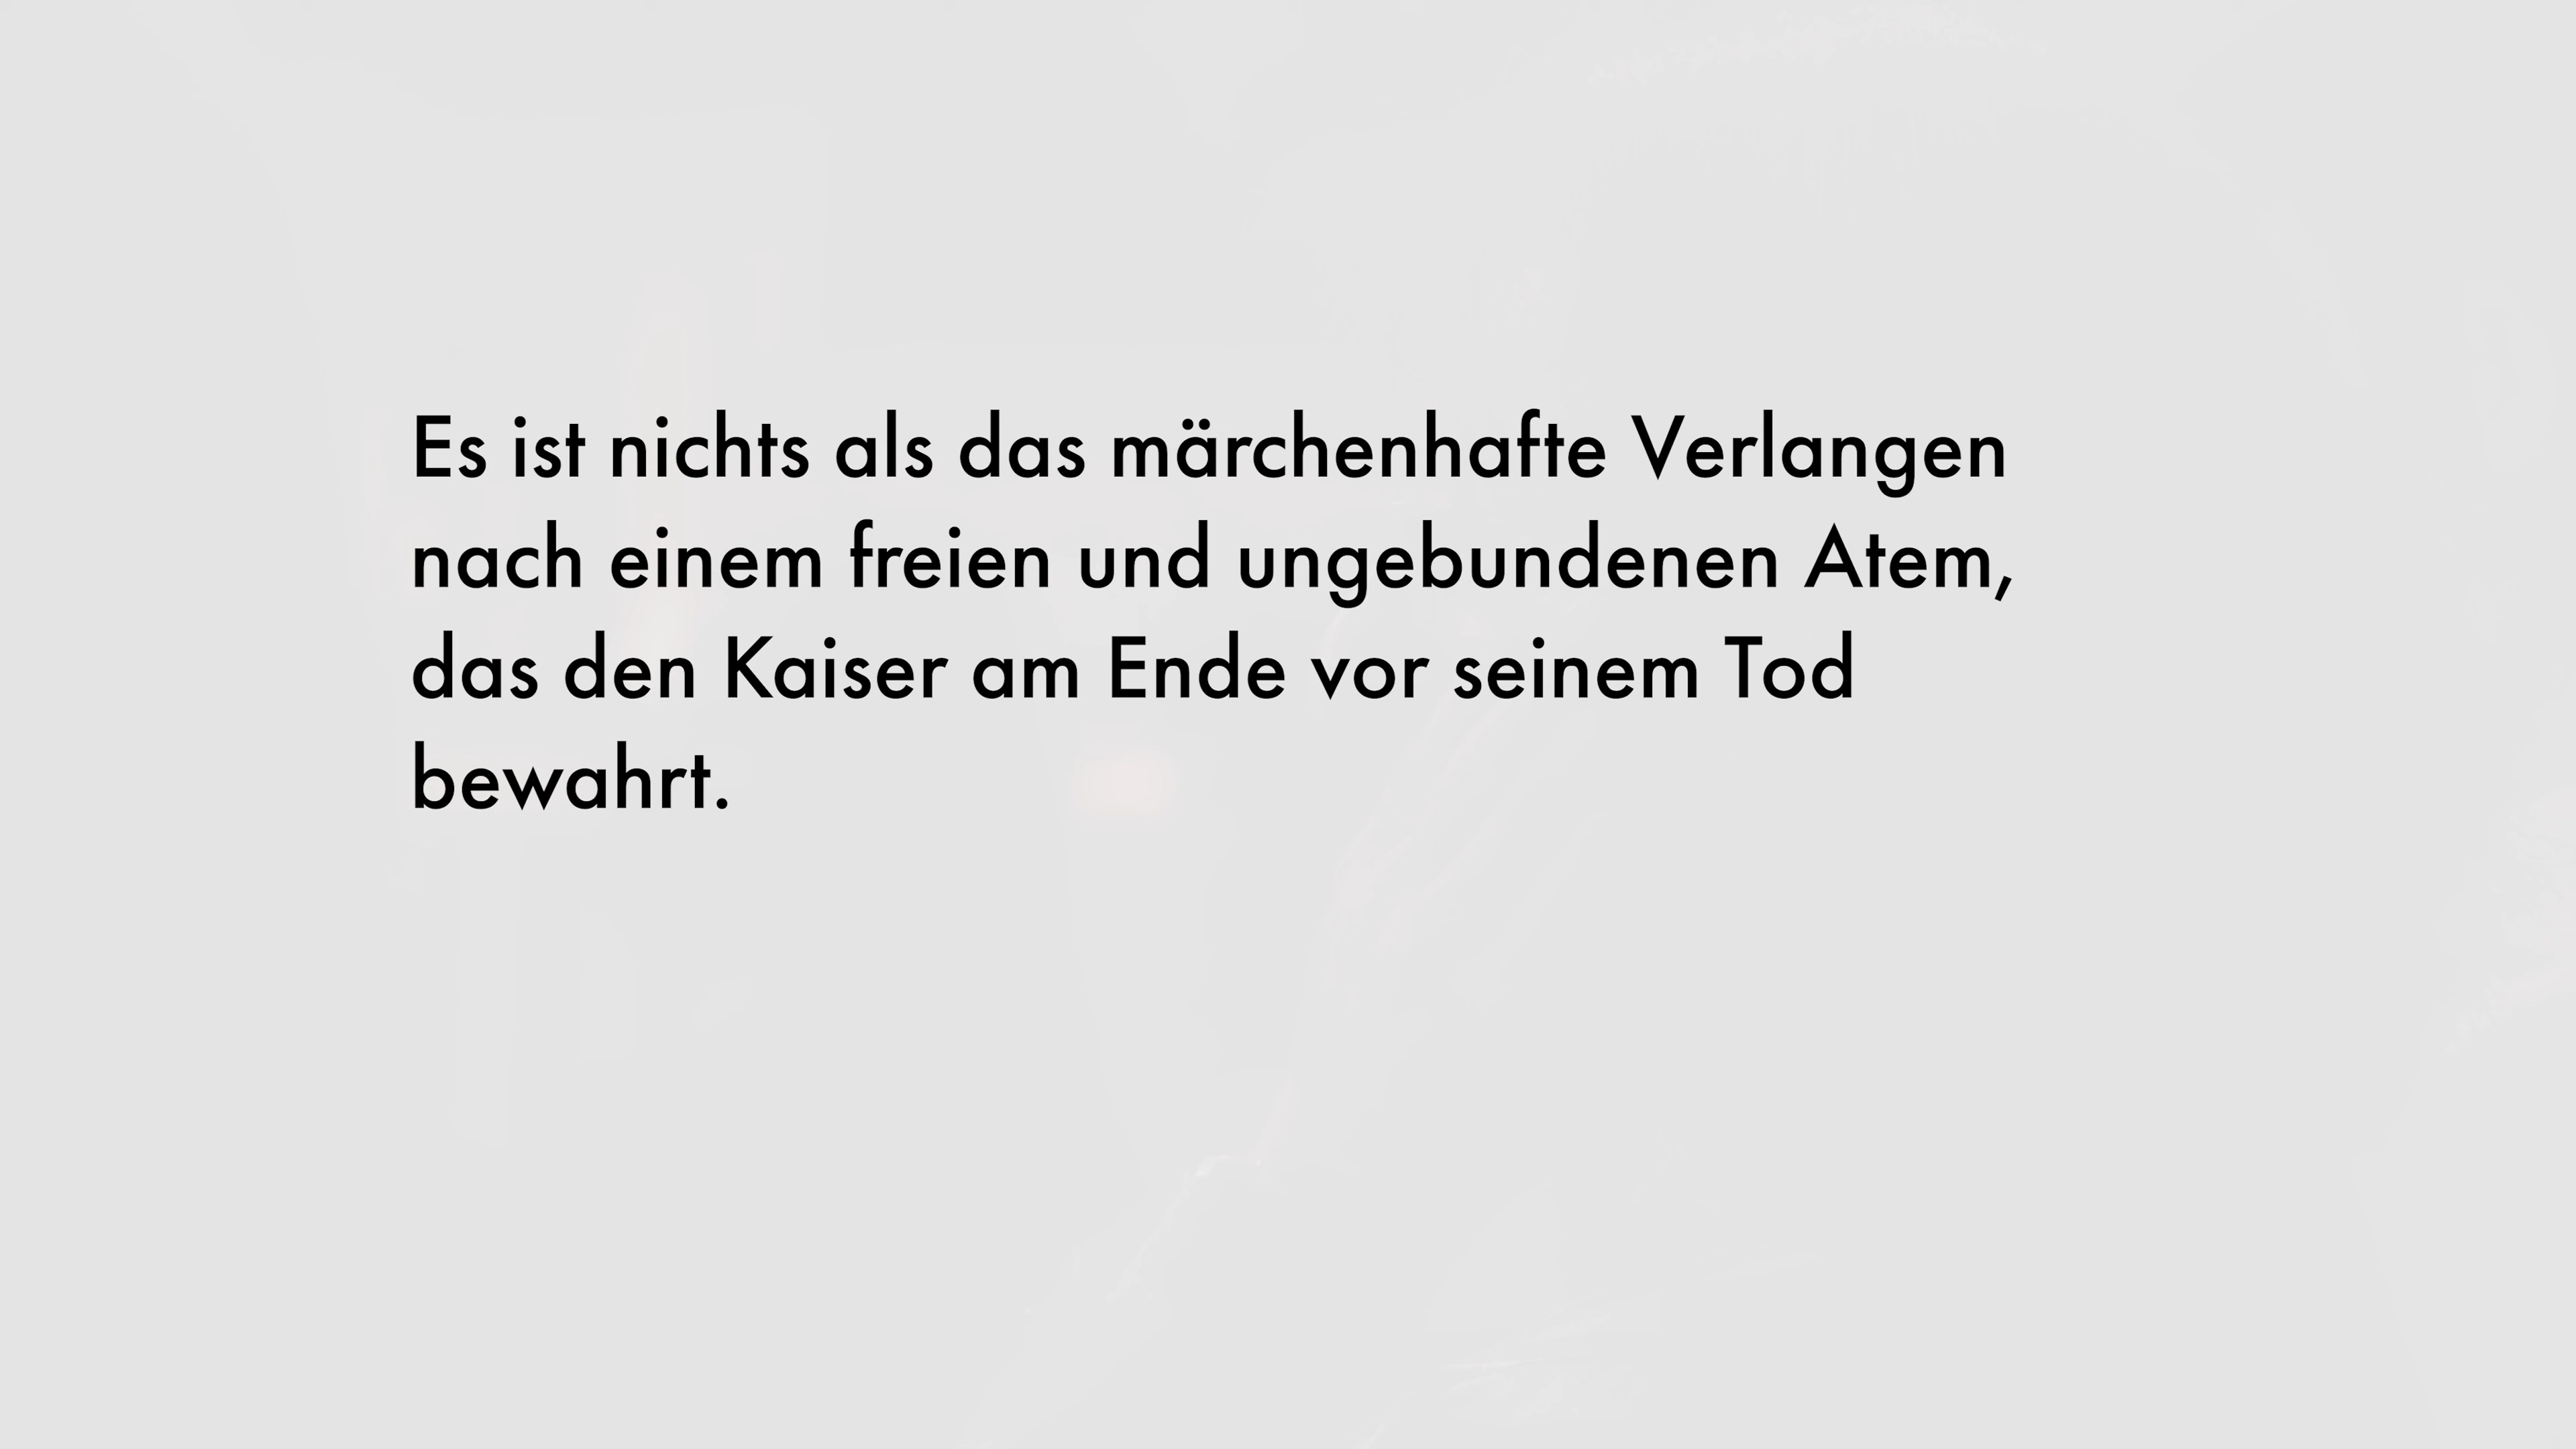 Es ist nichts als das märchenhafte Verlangen
nach einem freien und ungebundenen Atem,
das den Kaiser am Ende vor seinem Tod
bewahrt.